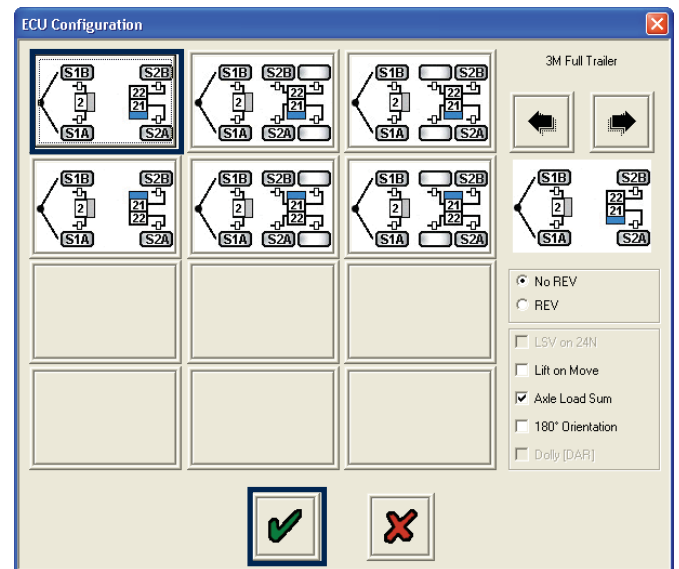 ECU Configuration
S1B S2B
22
2 21
S1A S2A
S1B S2B
22
2 21
S1A S2A
S1B S2B
22
2 21
S1A S2A
S1B S2B
2 21
22
S1A S2A
S1B S2B
2 21
22
S1A S2A
S1B S2B
2 21
22
S1A S2A
3M Full Trailer
S1B S2B
22
2 21
S1A S2A
No REV
REV
LSV on 24N
Lift on Move
Axle Load Sum
180° Orientation
Dolly [DAR]